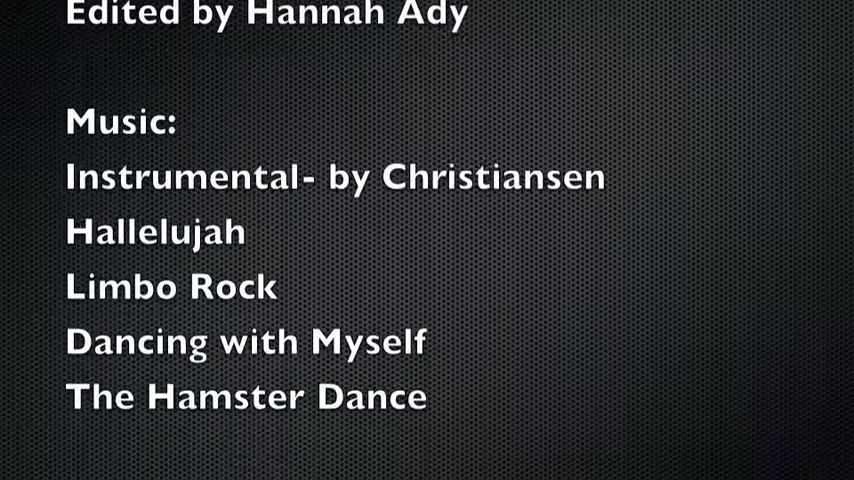 Edited by Hannah Ady
Music:
Instrumental- by Christiansen
Hallelujah
Limbo Rock
Dancing with Myself
The Hamster Dance